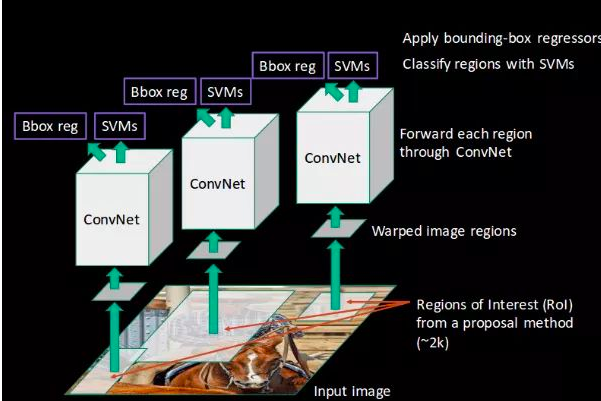 Apply bounding-box regressors
Bbox reg SVMs
Classify regions with SVMs
Bbox reg SVMs
Bbox reg SVMs
Forward each region
through ConvNet
ConvNet
ConvNet
ConvNet
Warped image regions
Regions of Interest (RoI)
from a proposal method
(~2k)
Input image